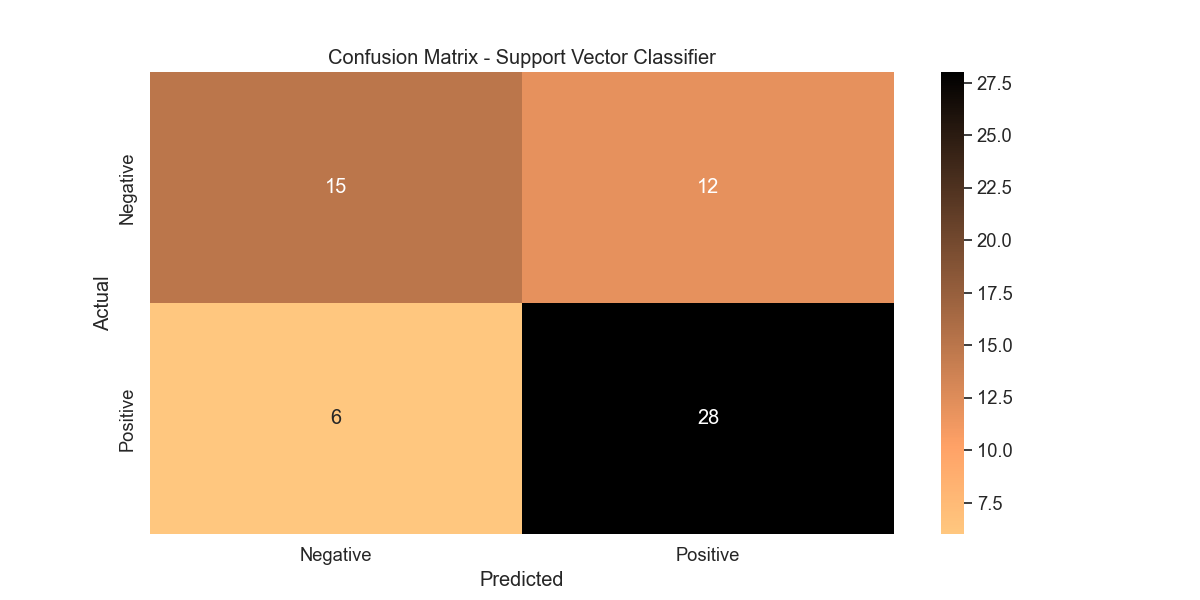 Confusion Matrix - Support Vector Classifier
Actual
Negative
Positive
15
12
6
28
Negative
Positive
Predicted
27.5
25.0
22.5
20.0
17.5
15.0
12.5
10.0
7.5